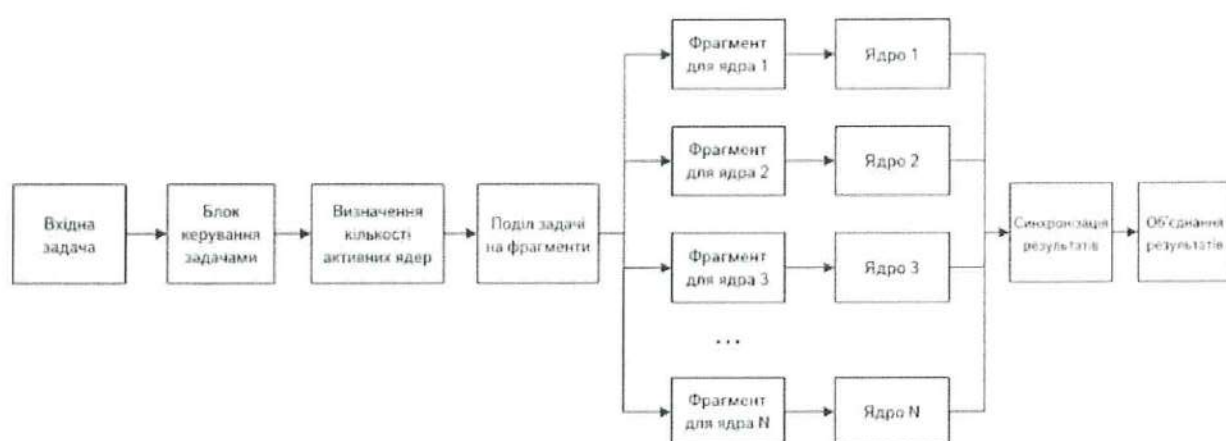 Вхідна
задача
Блок
керування
задачами
Визначення
кількості
активних ядер
Поділ задачі
на фрагменти
Фрагмент
для ядра 1
Ядро 1
Фрагмент
для ядра 2
Ядро 2
Фрагмент
для ядра 3
Ядро 3
...
Фрагмент
для ядра N
Ядро N
Синхронізація
результатів
Об'єднання
результатів